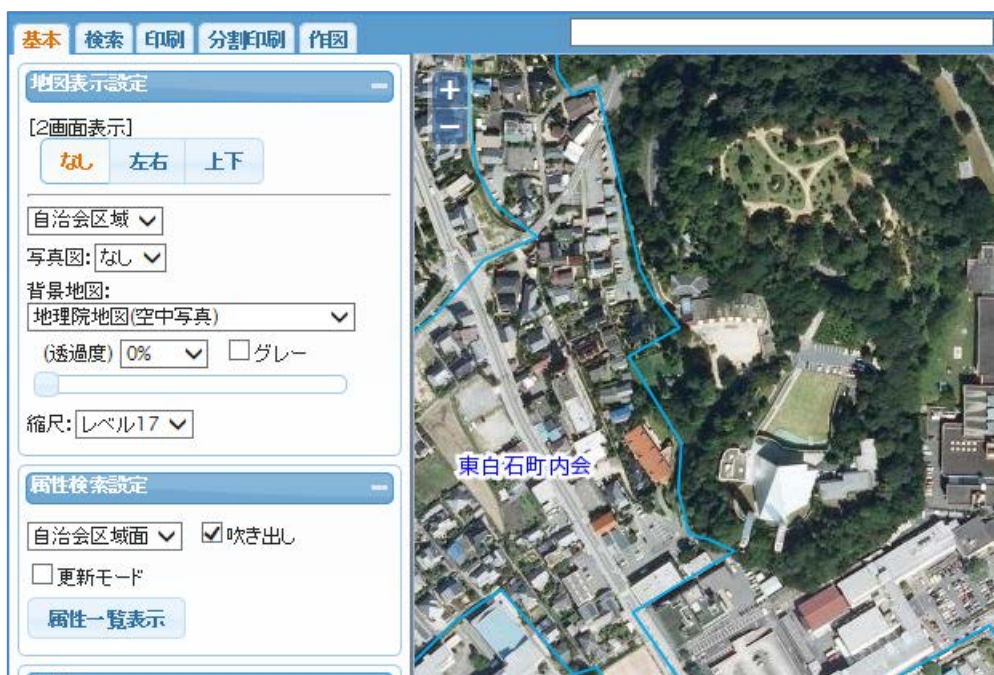 基本 検索 印刷 分割印刷 作図
地図表示設定
[2画面表示]
なし 左右 上下
自治会区域
写真図: なし
背景地図:
地理院地図(空中写真)
(透過度) 0% グレー
縮尺: レベル17
属性検索設定
自治会区域面 吹き出し
更新モード
属性一覧表示
+
−
東白石町内会